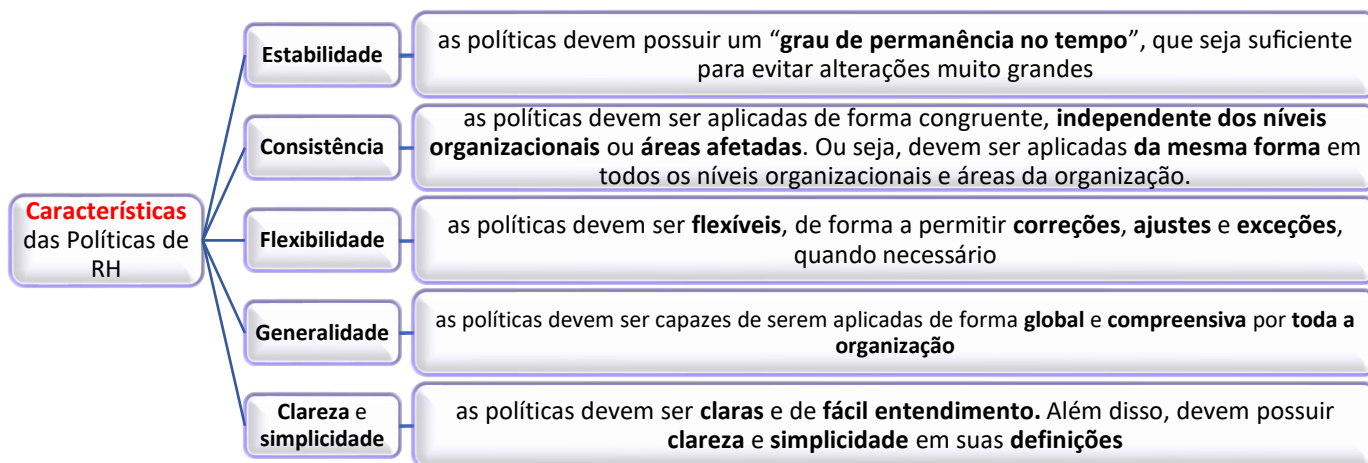 Características
das Políticas de
RH
Estabilidade
as políticas devem possuir um “grau de permanência no tempo”, que seja suficiente
para evitar alterações muito grandes
Consistência
as políticas devem ser aplicadas de forma congruente, independente dos níveis
organizacionais ou áreas afetadas. Ou seja, devem ser aplicadas da mesma forma em
todos os níveis organizacionais e áreas da organização.
Flexibilidade
as políticas devem ser flexíveis, de forma a permitir correções, ajustes e exceções,
quando necessário
Generalidade
as políticas devem ser capazes de serem aplicadas de forma global e compreensiva por toda a
organização
Clareza e
simplicidade
as políticas devem ser claras e de fácil entendimento. Além disso, devem possuir
clareza e simplicidade em suas definições